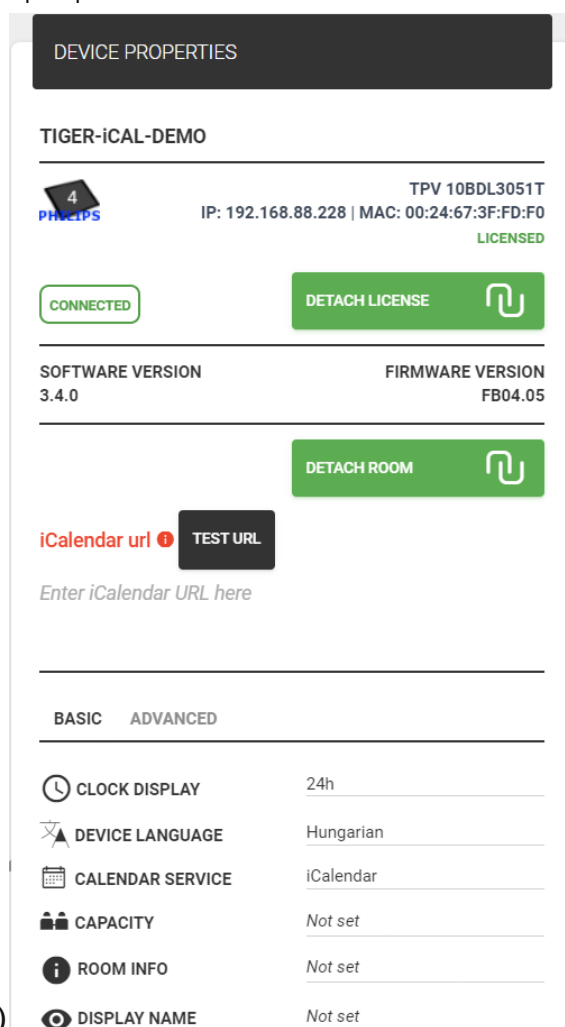 DEVICE PROPERTIES
TIGER-iCAL-DEMO
4
PHILIPS
TPV 10BDL3051T
IP: 192.168.88.228 | MAC: 00:24:67:3F:FD:F0
LICENSED
CONNECTED
DETACH LICENSE
SOFTWARE VERSION FIRMWARE VERSION
3.4.0 FB04.05
DETACH ROOM
iCalendar url TEST URL
Enter iCalendar URL here
BASIC ADVANCED
CLOCK DISPLAY 24h
DEVICE LANGUAGE Hungarian
CALENDAR SERVICE iCalendar
CAPACITY Not set
ROOM INFO Not set
) DISPLAY NAME Not set